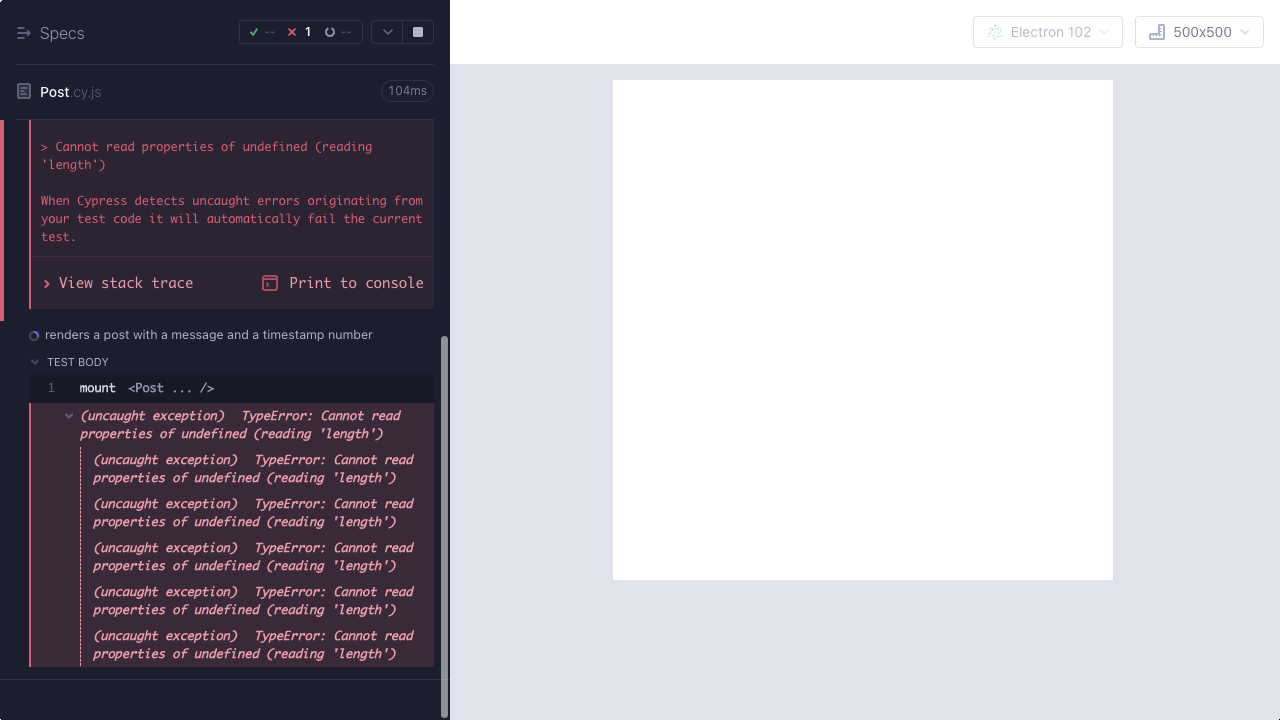 Specs
--
1
--
Electron 102
500x500
Post.cy.js
104ms
> Cannot read properties of undefined (reading
'length')
When Cypress detects uncaught errors originating from
your test code it will automatically fail the current
test.
View stack trace
Print to console
renders a post with a message and a timestamp number
TEST BODY
1 mount <Post ... />
(uncaught exception) TypeError: Cannot read
properties of undefined (reading 'length')
(uncaught exception) TypeError: Cannot read
properties of undefined (reading 'length')
(uncaught exception) TypeError: Cannot read
properties of undefined (reading 'length')
(uncaught exception) TypeError: Cannot read
properties of undefined (reading 'length')
(uncaught exception) TypeError: Cannot read
properties of undefined (reading 'length')
(uncaught exception) TypeError: Cannot read
properties of undefined (reading 'length')